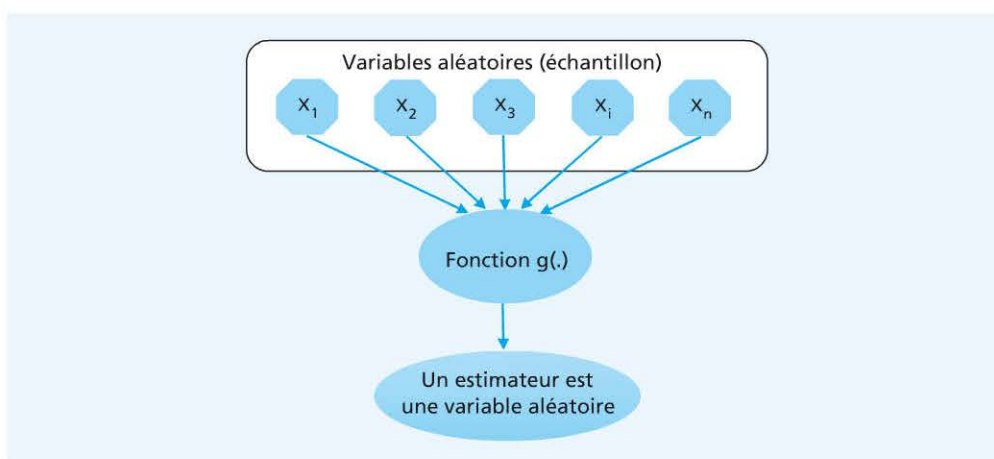 Variables aléatoires (échantillon)
X₁ X₂ X₃ Xᵢ Xₙ
Fonction g(.)
Un estimateur est
une variable aléatoire